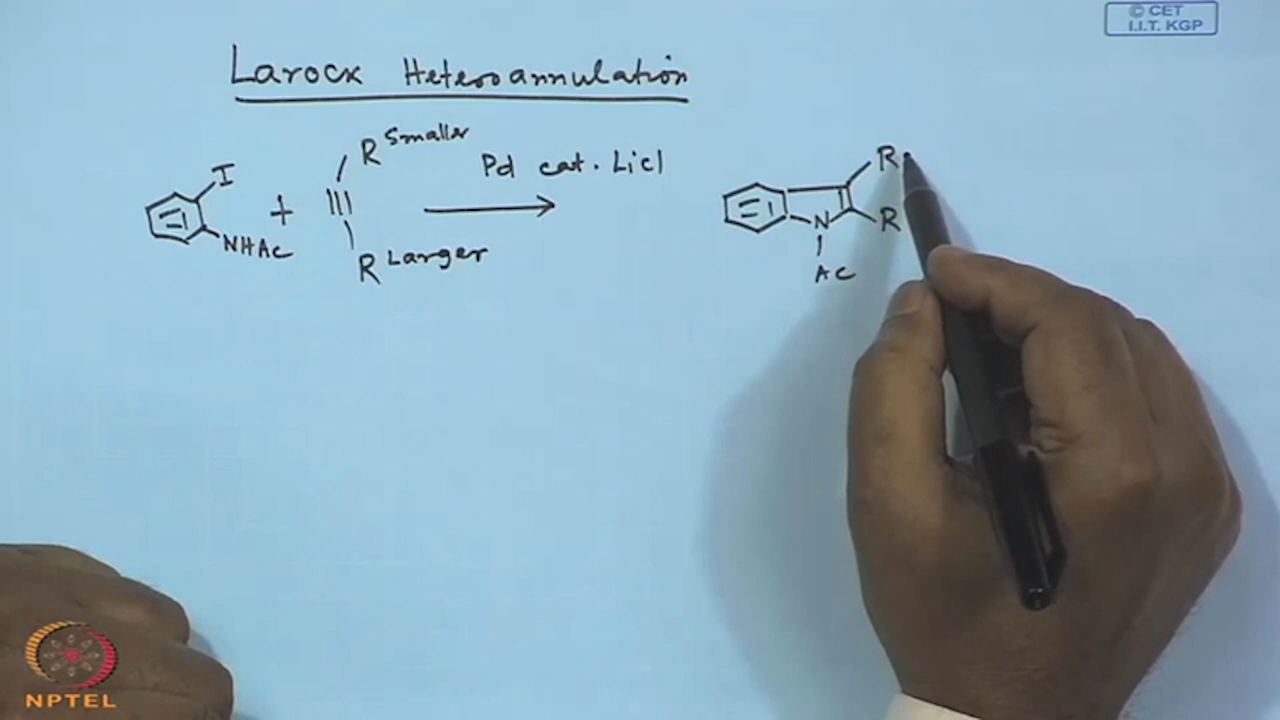 © CET
I.I.T. KGP
Larock Heteroannulation
I
NHAc
+
R Smaller
R Larger
Pd cat. LiCl
R
R
N
Ac
NPTEL